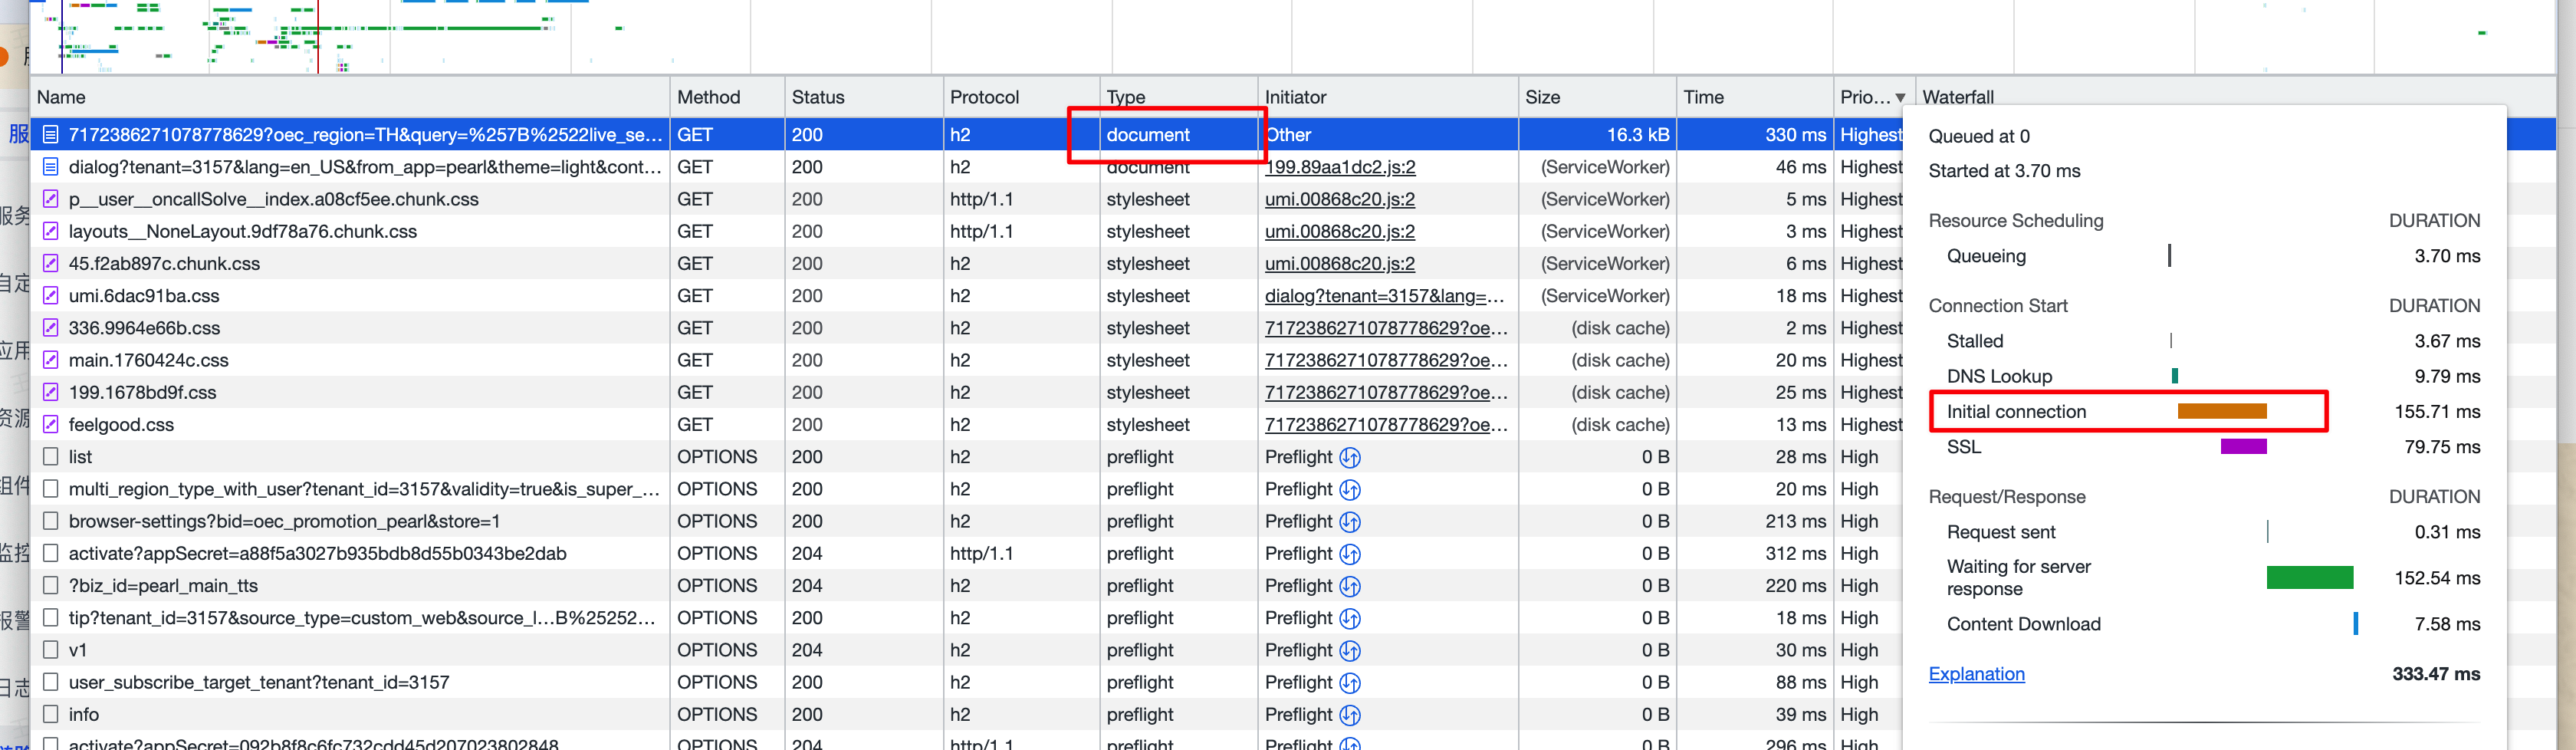 Name Method Status Protocol Type Initiator Size Time Prio... Waterfall
7172386271078778629?oec_region=TH&query=%257B%2522live_se... GET 200 h2 document Other 16.3 kB 330 ms Highest
dialog?tenant=3157&lang=en_US&from_app=pearl&theme=light&cont... GET 200 h2 document 199.89aa1dc2.js:2 (ServiceWorker) 46 ms Highest
p__user__oncallSolve__index.a08cf5ee.chunk.css GET 200 http/1.1 stylesheet umi.00868c20.js:2 (ServiceWorker) 5 ms Highest
layouts__NoneLayout.9df78a76.chunk.css GET 200 http/1.1 stylesheet umi.00868c20.js:2 (ServiceWorker) 3 ms Highest
45.f2ab897c.chunk.css GET 200 h2 stylesheet umi.00868c20.js:2 (ServiceWorker) 6 ms Highest
umi.6dac91ba.css GET 200 h2 stylesheet dialog?tenant=3157&lang=... (ServiceWorker) 18 ms Highest
336.9964e66b.css GET 200 h2 stylesheet 7172386271078778629?oe... (disk cache) 2 ms Highest
main.1760424c.css GET 200 h2 stylesheet 7172386271078778629?oe... (disk cache) 20 ms Highest
199.1678bd9f.css GET 200 h2 stylesheet 7172386271078778629?oe... (disk cache) 25 ms Highest
feelgood.css GET 200 h2 stylesheet 7172386271078778629?oe... (disk cache) 13 ms Highest
list OPTIONS 200 h2 preflight Preflight 0 B 28 ms High
multi_region_type_with_user?tenant_id=3157&validity=true&is_super_... OPTIONS 200 h2 preflight Preflight 0 B 20 ms High
browser-settings?bid=oec_promotion_pearl&store=1 OPTIONS 200 h2 preflight Preflight 0 B 213 ms High
activate?appSecret=a88f5a3027b935bdb8d55b0343be2dab OPTIONS 204 http/1.1 preflight Preflight 0 B 312 ms High
?biz_id=pearl_main_tts OPTIONS 204 h2 preflight Preflight 0 B 220 ms High
tip?tenant_id=3157&source_type=custom_web&source_l...B%25252... OPTIONS 200 h2 preflight Preflight 0 B 18 ms High
v1 OPTIONS 204 h2 preflight Preflight 0 B 30 ms High
user_subscribe_target_tenant?tenant_id=3157 OPTIONS 200 h2 preflight Preflight 0 B 88 ms High
info OPTIONS 200 h2 preflight Preflight 0 B 39 ms High
activate?appSecret=092b8f8c6fc732cdd45d207023802848 OPTIONS 204 http/1.1 preflight Preflight 0 B 296 ms High
Queued at 0
Started at 3.70 ms
Resource Scheduling DURATION
Queueing 3.70 ms
Connection Start DURATION
Stalled 3.67 ms
DNS Lookup 9.79 ms
Initial connection 155.71 ms
SSL 79.75 ms
Request/Response DURATION
Request sent 0.31 ms
Waiting for server
response 152.54 ms
Content Download 7.58 ms
Explanation 333.47 ms
服
服务
自定
应用
资源
组件
监控
报警
日志